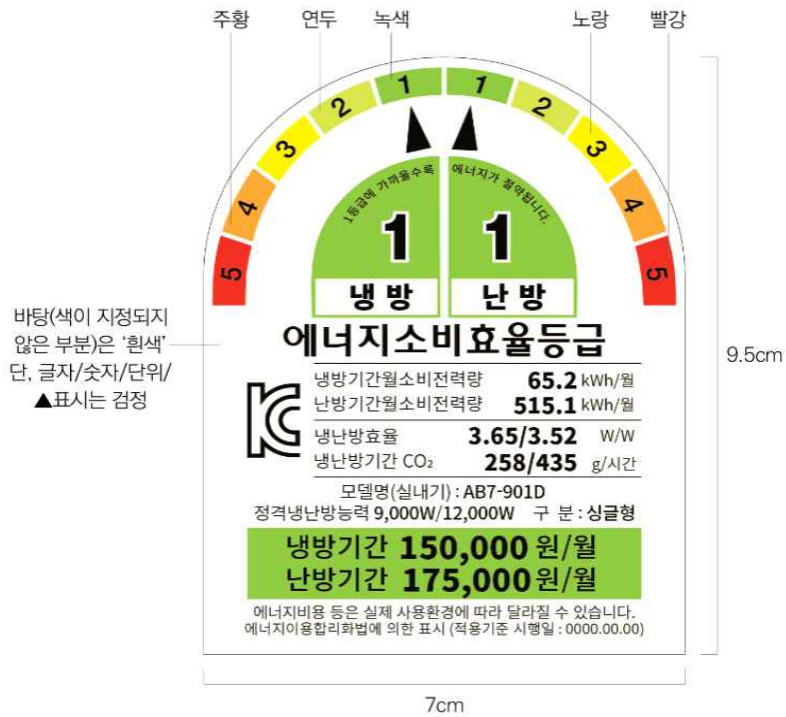 주황 연두 녹색 노랑 빨강
5 4 3 2 1 1 2 3 4 5
1등급에 가까울수록 에너지가 절약됩니다.
1 1
냉방 난방
에너지소비효율등급
바탕(색이 지정되지
않은 부분)은 '흰색'
단, 글자/숫자/단위/
▲표시는 검정
9.5cm
냉방기간월소비전력량 65.2 kWh/월
난방기간월소비전력량 515.1 kWh/월
냉난방효율 3.65/3.52 W/W
냉난방기간 CO₂ 258/435 g/시간
모델명(실내기) : AB7-901D
정격냉난방능력 9,000W/12,000W 구 분 : 싱글형
냉방기간 150,000 원/월
난방기간 175,000 원/월
에너지비용 등은 실제 사용환경에 따라 달라질 수 있습니다.
에너지이용합리화법에 의한 표시 (적용기준 시행일 : 0000.00.00)
7cm